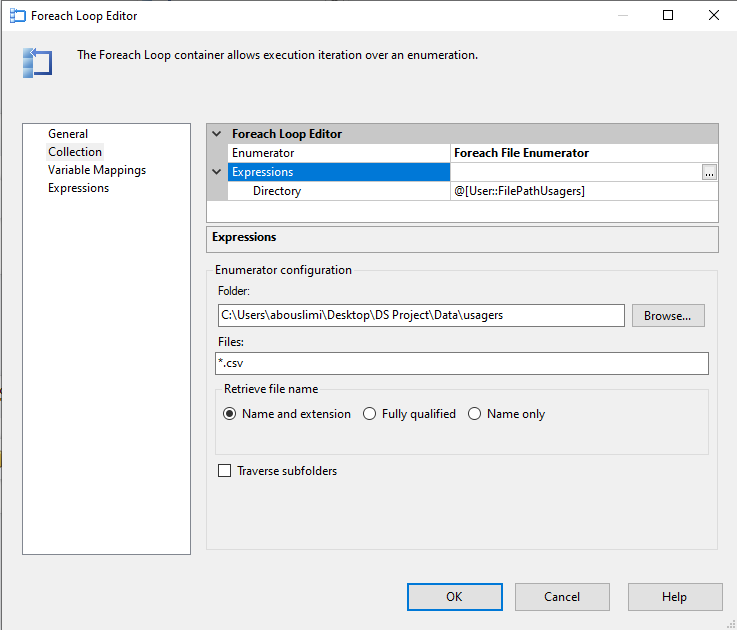 Foreach Loop Editor
The Foreach Loop container allows execution iteration over an enumeration.
General
Collection
Variable Mappings
Expressions
Foreach Loop Editor
Enumerator Foreach File Enumerator
Expressions ...
Directory @[User::FilePathUsagers]
Expressions
Enumerator configuration
Folder:
C:\Users\abouslimi\Desktop\DS Project\Data\usagers Browse...
Files:
*.csv
Retrieve file name
Name and extension Fully qualified Name only
Traverse subfolders
OK Cancel Help